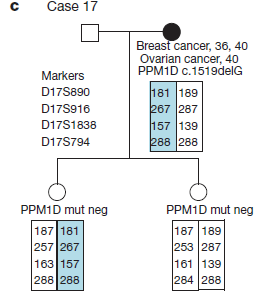 c Case 17
Breast cancer, 36, 40
Ovarian cancer, 40
PPM1D c.1519delG
Markers
D17S890 181 189
D17S916 267 287
D17S1838 157 139
D17S794 288 288
PPM1D mut neg PPM1D mut neg
187 181 187 189
257 267 253 287
163 157 161 139
288 288 284 288